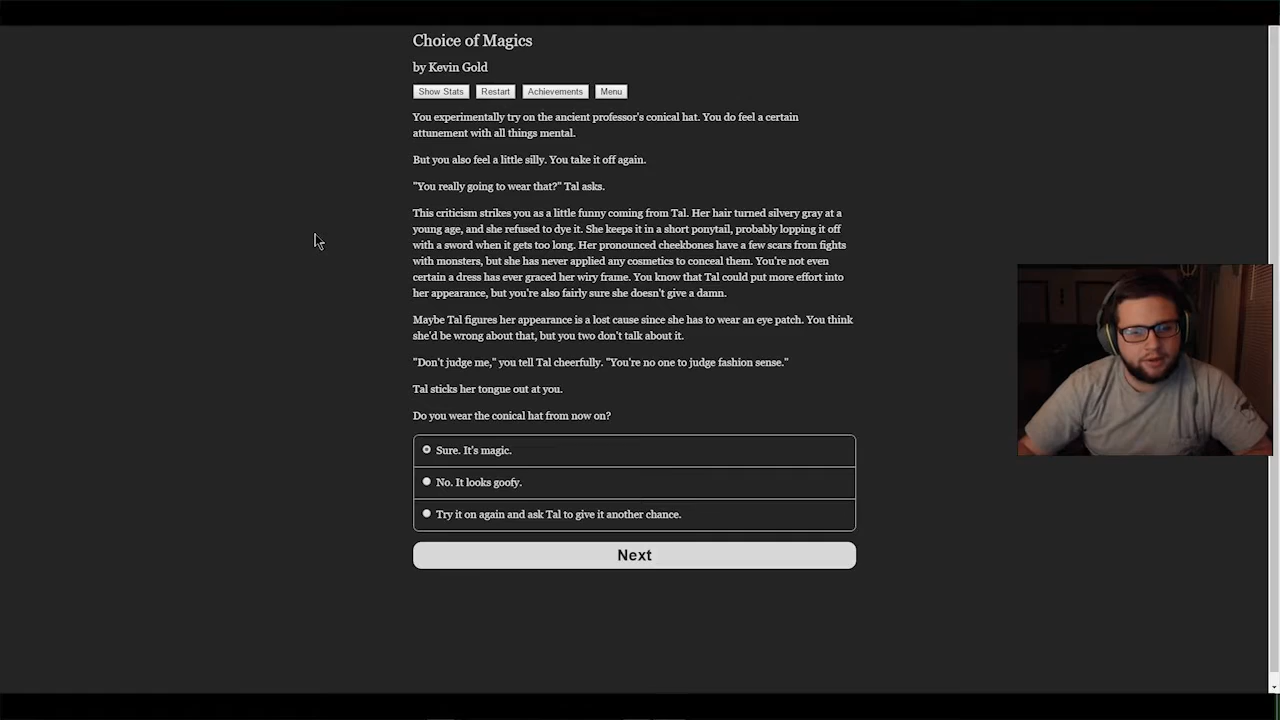 Choice of Magics
by Kevin Gold
Show Stats Restart Achievements Menu
You experimentally try on the ancient professor's conical hat. You do feel a certain
attunement with all things mental.
But you also feel a little silly. You take it off again.
"You really going to wear that?" Tal asks.
This criticism strikes you as a little funny coming from Tal. Her hair turned silvery gray at a
young age, and she refused to dye it. She keeps it in a short ponytail, probably lopping it off
with a sword when it gets too long. Her pronounced cheekbones have a few scars from fights
with monsters, but she has never applied any cosmetics to conceal them. You're not even
certain a dress has ever graced her wiry frame. You know that Tal could put more effort into
her appearance, but you're also fairly sure she doesn't give a damn.
Maybe Tal figures her appearance is a lost cause since she has to wear an eye patch. You think
she'd be wrong about that, but you two don't talk about it.
"Don't judge me," you tell Tal cheerfully. "You're no one to judge fashion sense."
Tal sticks her tongue out at you.
Do you wear the conical hat from now on?
Sure. It's magic.
No. It looks goofy.
Try it on again and ask Tal to give it another chance.
Next